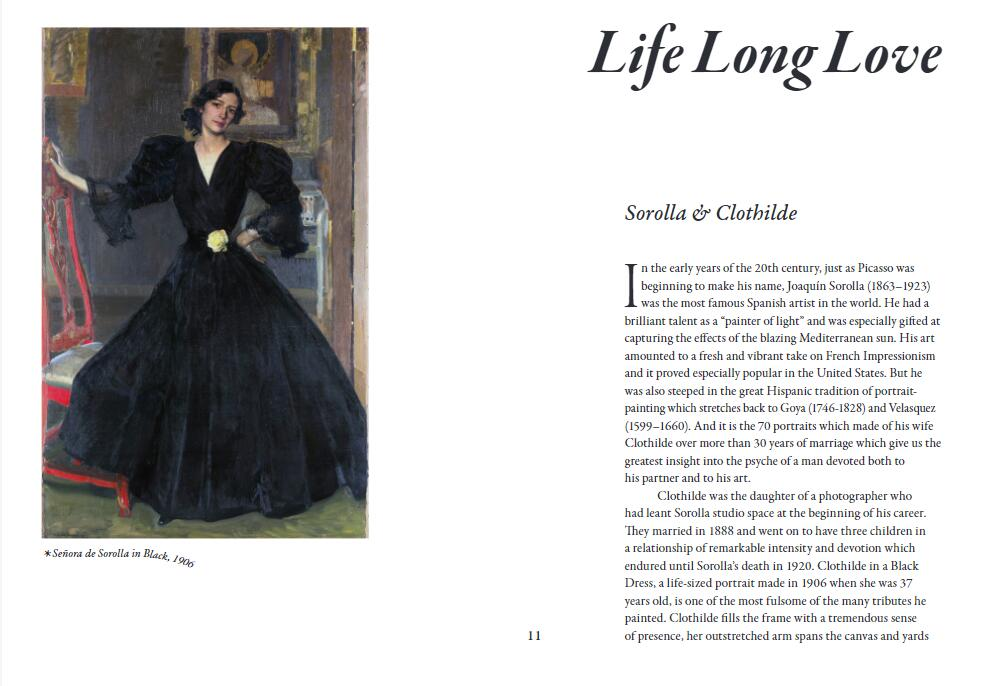 Life Long Love
Sorolla & Clothilde
In the early years of the 20th century, just as Picasso was
beginning to make his name, Joaquín Sorolla (1863–1923)
was the most famous Spanish artist in the world. He had a
brilliant talent as a “painter of light” and was especially gifted at
capturing the effects of the blazing Mediterranean sun. His art
amounted to a fresh and vibrant take on French Impressionism
and it proved especially popular in the United States. But he
was also steeped in the great Hispanic tradition of portrait-
painting which stretches back to Goya (1746-1828) and Velasquez
(1599–1660). And it is the 70 portraits which made of his wife
Clothilde over more than 30 years of marriage which give us the
greatest insight into the psyche of a man devoted both to
his partner and to his art.
Clothilde was the daughter of a photographer who
had leant Sorolla studio space at the beginning of his career.
They married in 1888 and went on to have three children in
a relationship of remarkable intensity and devotion which
endured until Sorolla’s death in 1920. Clothilde in a Black
Dress, a life-sized portrait made in 1906 when she was 37
years old, is one of the most fulsome of the many tributes he
painted. Clothilde fills the frame with a tremendous sense
of presence, her outstretched arm spans the canvas and yards
*Señora de Sorolla in Black, 1906
11